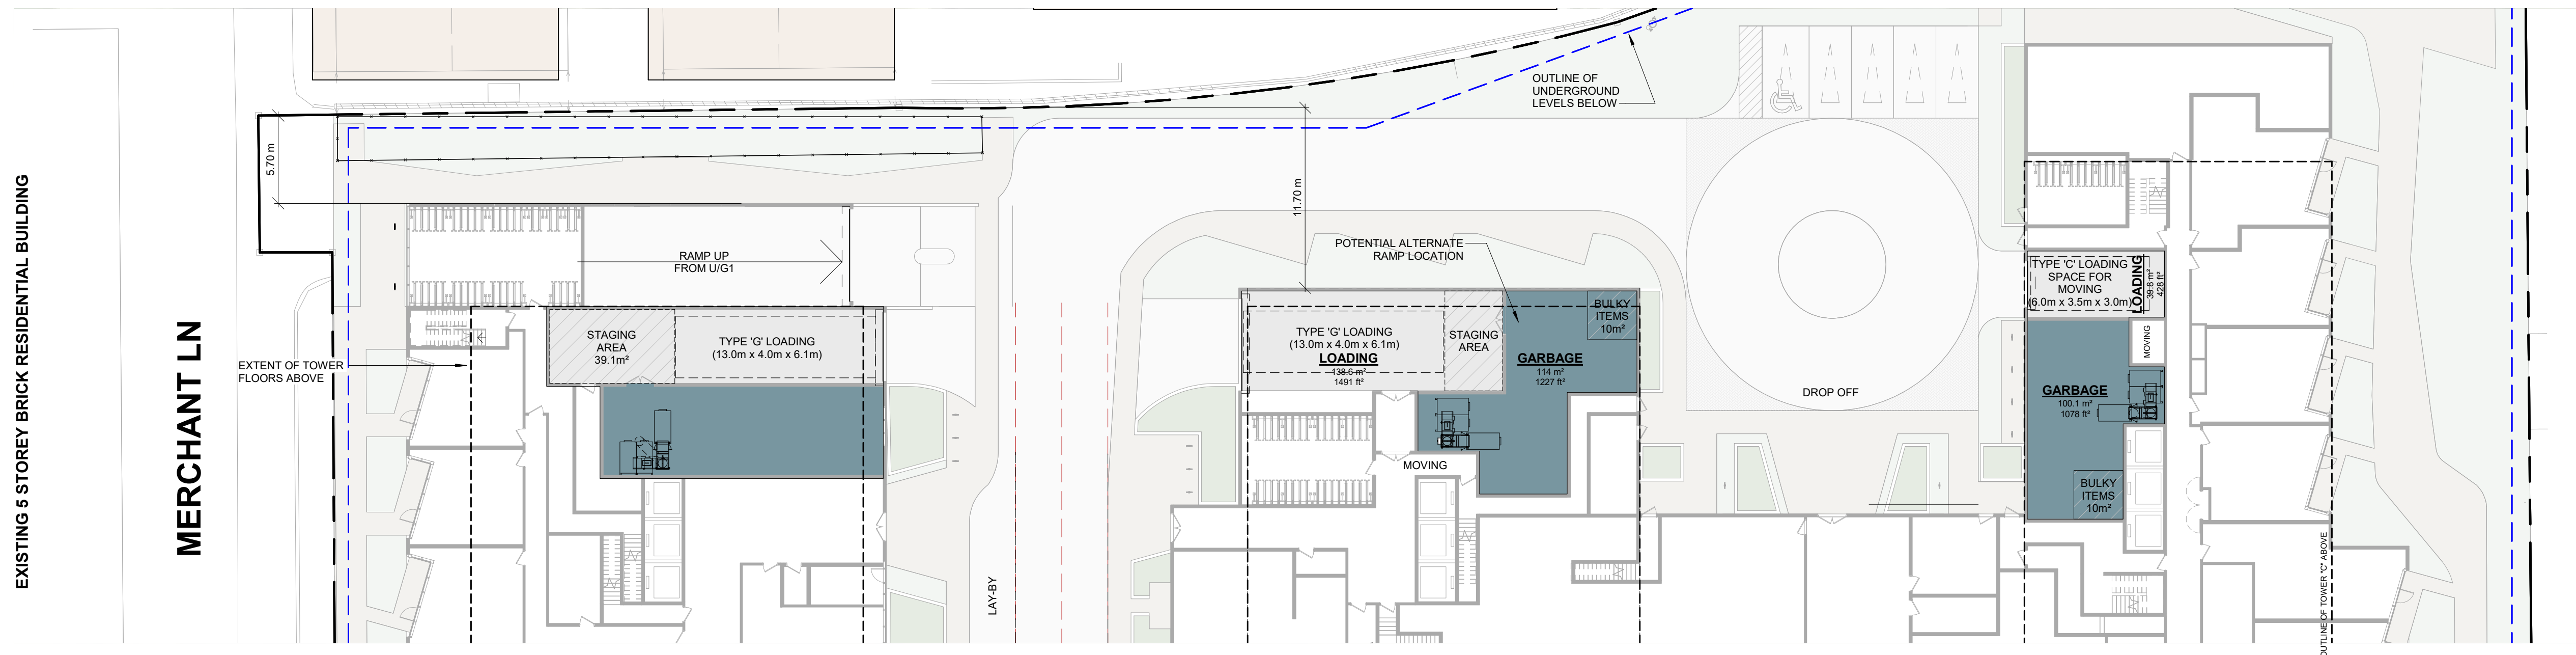 EXISTING 5 STOREY BRICK RESIDENTIAL BUILDING
MERCHANT LN
5.70 m
EXTENT OF TOWER
FLOORS ABOVE
RAMP UP
FROM U/G1
STAGING
AREA
39.1m²
TYPE 'G' LOADING
(13.0m x 4.0m x 6.1m)
LAY-BY
11.70 m
OUTLINE OF
UNDERGROUND
LEVELS BELOW
POTENTIAL ALTERNATE
RAMP LOCATION
TYPE 'G' LOADING
(13.0m x 4.0m x 6.1m)
LOADING
138.6 m²
1491 ft²
STAGING
AREA
GARBAGE
114 m²
1227 ft²
BULKY
ITEMS
10m²
MOVING
DROP OFF
TYPE 'C' LOADING
SPACE FOR
MOVING
(6.0m x 3.5m x 3.0m)
LOADING
39.8 m²
428 ft²
MOVING
GARBAGE
100.1 m²
1078 ft²
BULKY
ITEMS
10m²
OUTLINE OF TOWER "C" ABOVE